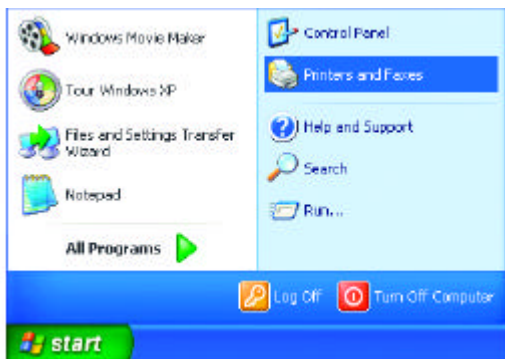 Windows Movie Maker
Tour Windows XP
Files and Settings Transfer
Wizard
Notepad
All Programs
Control Panel
Printers and Faxes
Help and Support
Search
Run...
Log Off
Turn Off Computer
start